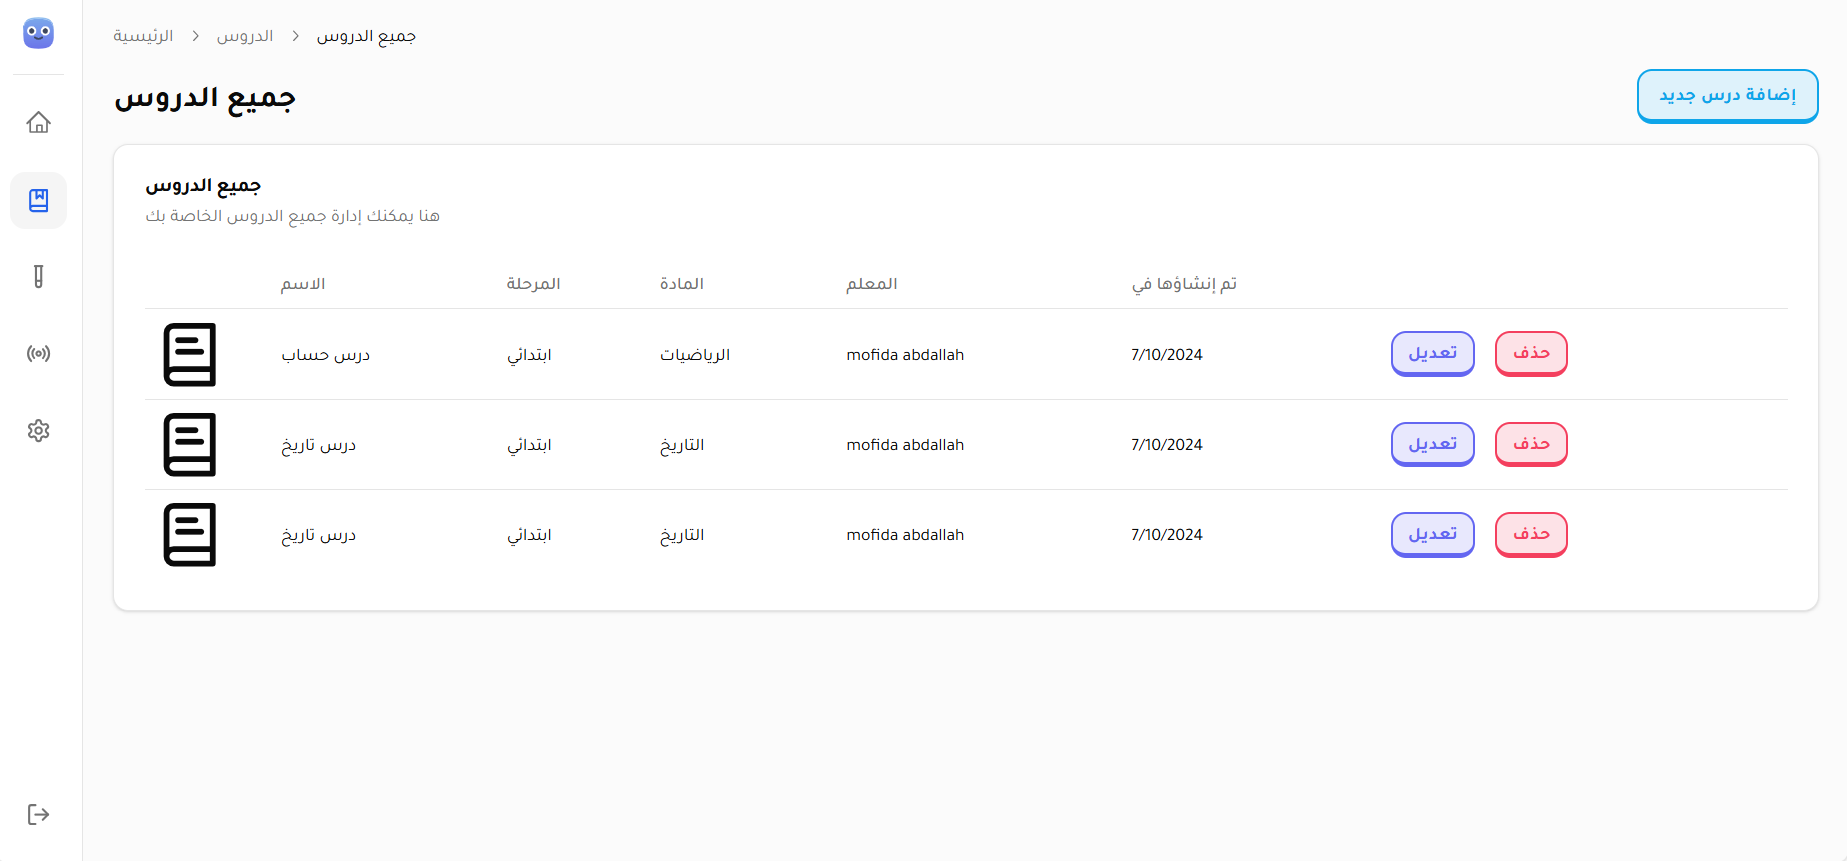 الرئيسية > الدروس > جميع الدروس
جميع الدروس
إضافة درس جديد
جميع الدروس
هنا يمكنك إدارة جميع الدروس الخاصة بك
الاسم المرحلة المادة المعلم تم إنشاؤها في
درس حساب ابتدائي الرياضيات mofida abdallah 7/10/2024 تعديل حذف
درس تاريخ ابتدائي التاريخ mofida abdallah 7/10/2024 تعديل حذف
درس تاريخ ابتدائي التاريخ mofida abdallah 7/10/2024 تعديل حذف